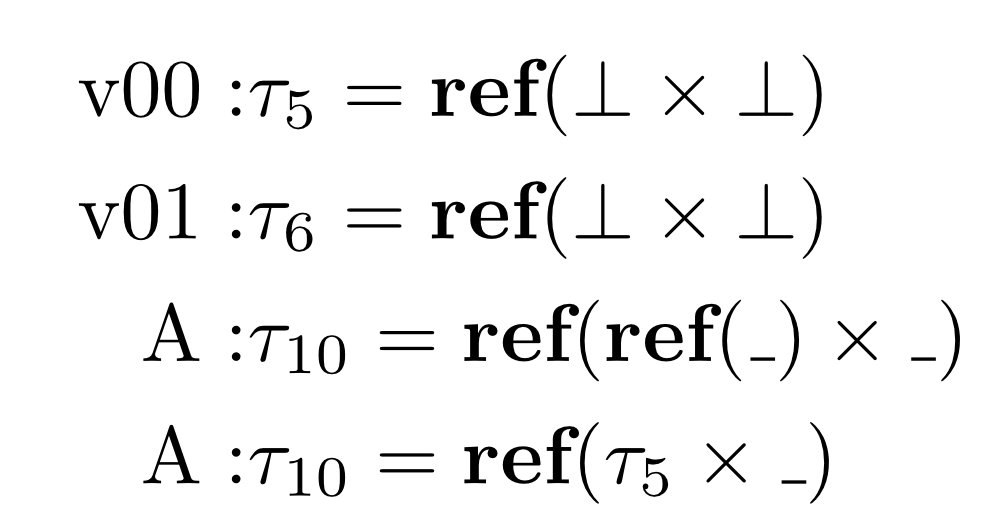 v00 :τ₅ = ref(⊥ × ⊥)
v01 :τ₆ = ref(⊥ × ⊥)
A :τ₁₀ = ref(ref(_) × _)
A :τ₁₀ = ref(τ₅ × _)